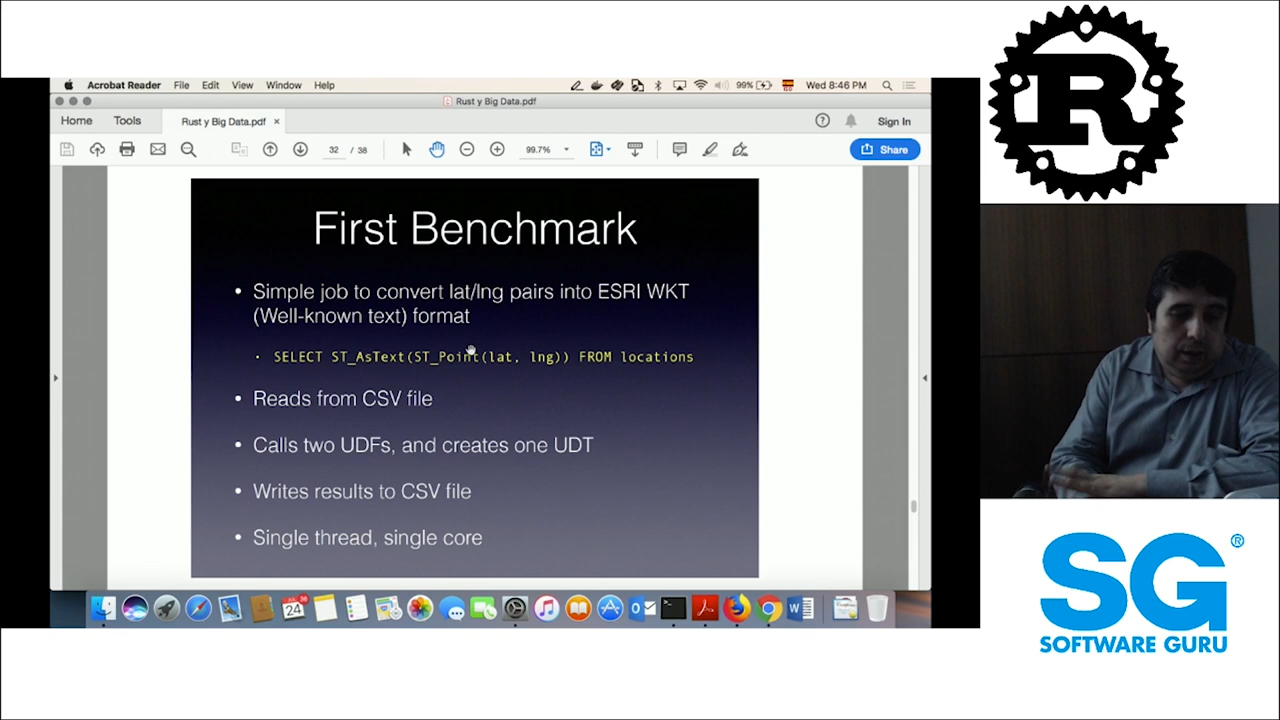 Acrobat Reader File Edit View Window Help 99% Wed 8:46 PM
Rust y Big Data.pdf
Home Tools Rust y Big Data.pdf × Sign In
32 / 38 99.7% Share
First Benchmark
• Simple job to convert lat/lng pairs into ESRI WKT
(Well-known text) format
• SELECT ST_AsText(ST_Point(lat, lng)) FROM locations
• Reads from CSV file
• Calls two UDFs, and creates one UDT
• Writes results to CSV file
• Single thread, single core
24
R
SG®
SOFTWARE GURU